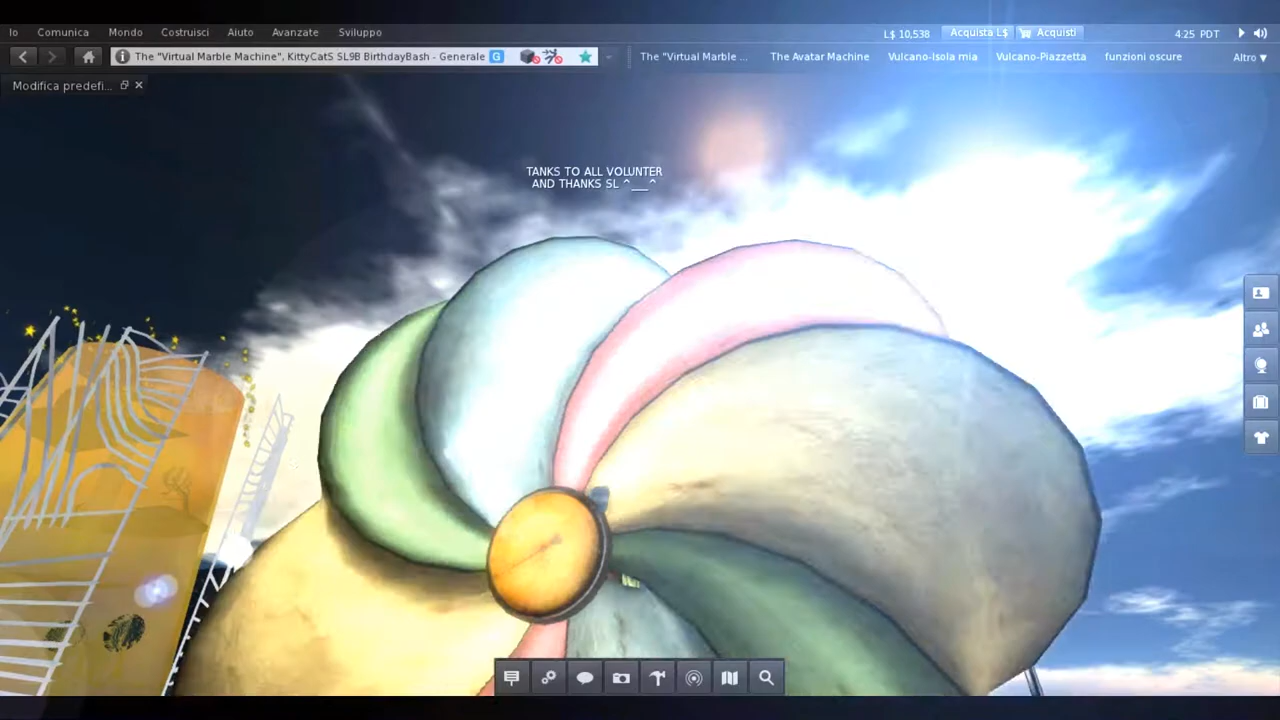 Io Comunica Mondo Costruisci Aiuto Avanzate Sviluppo L$ 10,538 Acquista L$ Acquisti 4:25 PDT
The "Virtual Marble Machine", KittyCatS SL9B BirthdayBash - Generale G The "Virtual Marble ... The Avatar Machine Vulcano-Isola mia Vulcano-Piazzetta funzioni oscure Altro ▼
Modifica predefi...
TANKS TO ALL VOLUNTER
AND THANKS SL ^___^